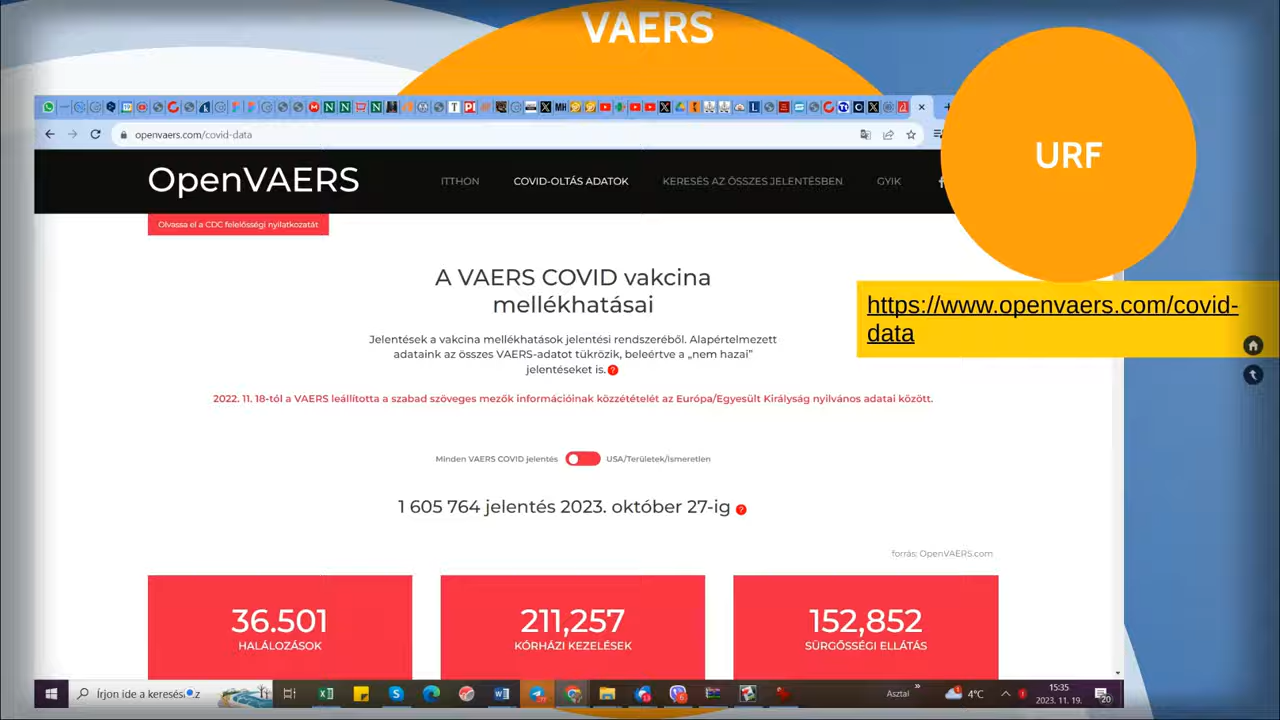 VAERS
URF
openvaers.com/covid-data
OpenVAERS
ITTHON
COVID-OLTÁS ADATOK
KERESÉS AZ ÖSSZES JELENTÉSBEN
GYIK
Olvassa el a CDC felelősségi nyilatkozatát
A VAERS COVID vakcina
mellékhatásai
https://www.openvaers.com/covid-
data
Jelentések a vakcina mellékhatások jelentési rendszeréből. Alapértelmezett
adataink az összes VAERS-adatot tükrözik, beleértve a „nem hazai”
jelentéseket is.
2022. 11. 18-tól a VAERS leállította a szabad szöveges mezők információinak közzétételét az Európa/Egyesült Királyság nyilvános adatai között.
Minden VAERS COVID jelentés
USA/Területek/Ismeretlen
1 605 764 jelentés 2023. október 27-ig
forrás: OpenVAERS.com
36.501
HALÁLOZÁSOK
211,257
KÓRHÁZI KEZELÉSEK
152,852
SÜRGŐSSÉGI ELLÁTÁS
Írjon ide a keresés
Asztal
4°C
15:35
2023. 11. 19.
20